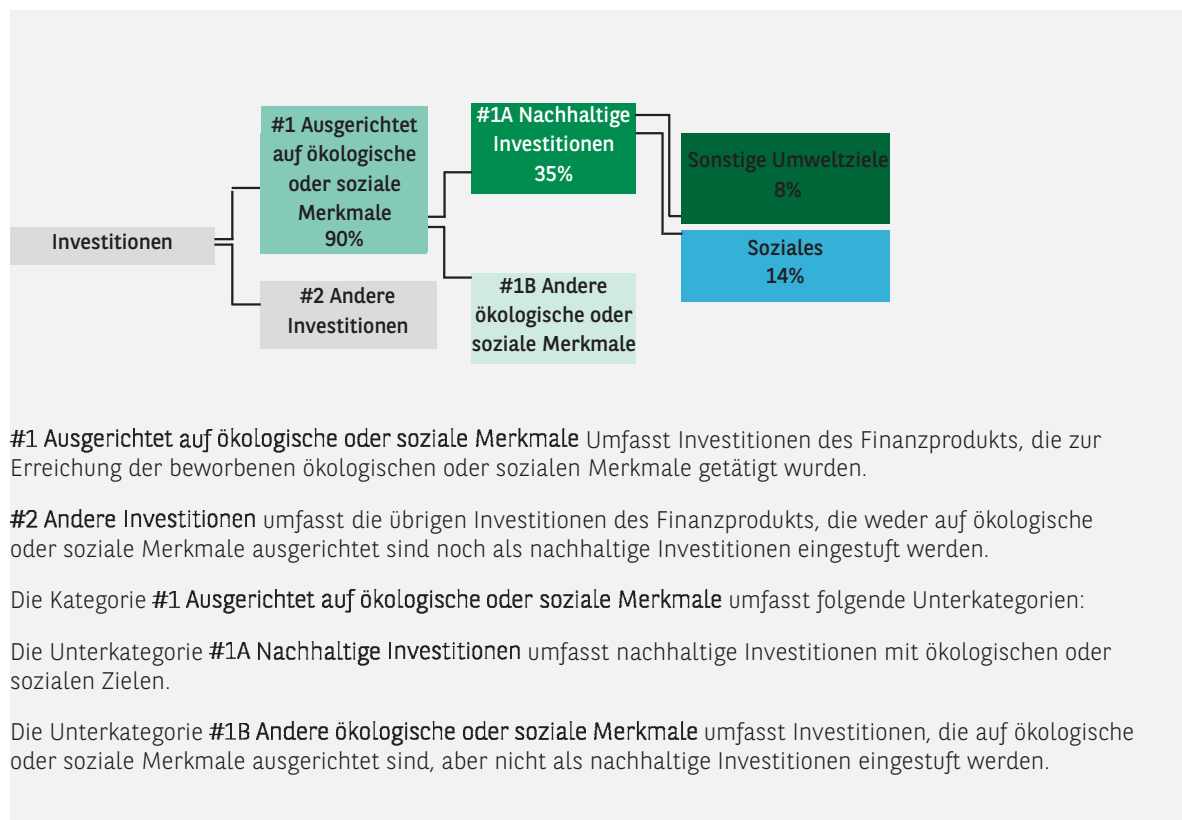 Investitionen
#1 Ausgerichtet
auf ökologische
oder soziale
Merkmale
90%
#2 Andere
Investitionen
#1A Nachhaltige
Investitionen
35%
#1B Andere
ökologische oder
soziale Merkmale
Sonstige Umweltziele
8%
Soziales
14%
#1 Ausgerichtet auf ökologische oder soziale Merkmale Umfasst Investitionen des Finanzprodukts, die zur
Erreichung der beworbenen ökologischen oder sozialen Merkmale getätigt wurden.
#2 Andere Investitionen umfasst die übrigen Investitionen des Finanzprodukts, die weder auf ökologische
oder soziale Merkmale ausgerichtet sind noch als nachhaltige Investitionen eingestuft werden.
Die Kategorie #1 Ausgerichtet auf ökologische oder soziale Merkmale umfasst folgende Unterkategorien:
Die Unterkategorie #1A Nachhaltige Investitionen umfasst nachhaltige Investitionen mit ökologischen oder
sozialen Zielen.
Die Unterkategorie #1B Andere ökologische oder soziale Merkmale umfasst Investitionen, die auf ökologische
oder soziale Merkmale ausgerichtet sind, aber nicht als nachhaltige Investitionen eingestuft werden.